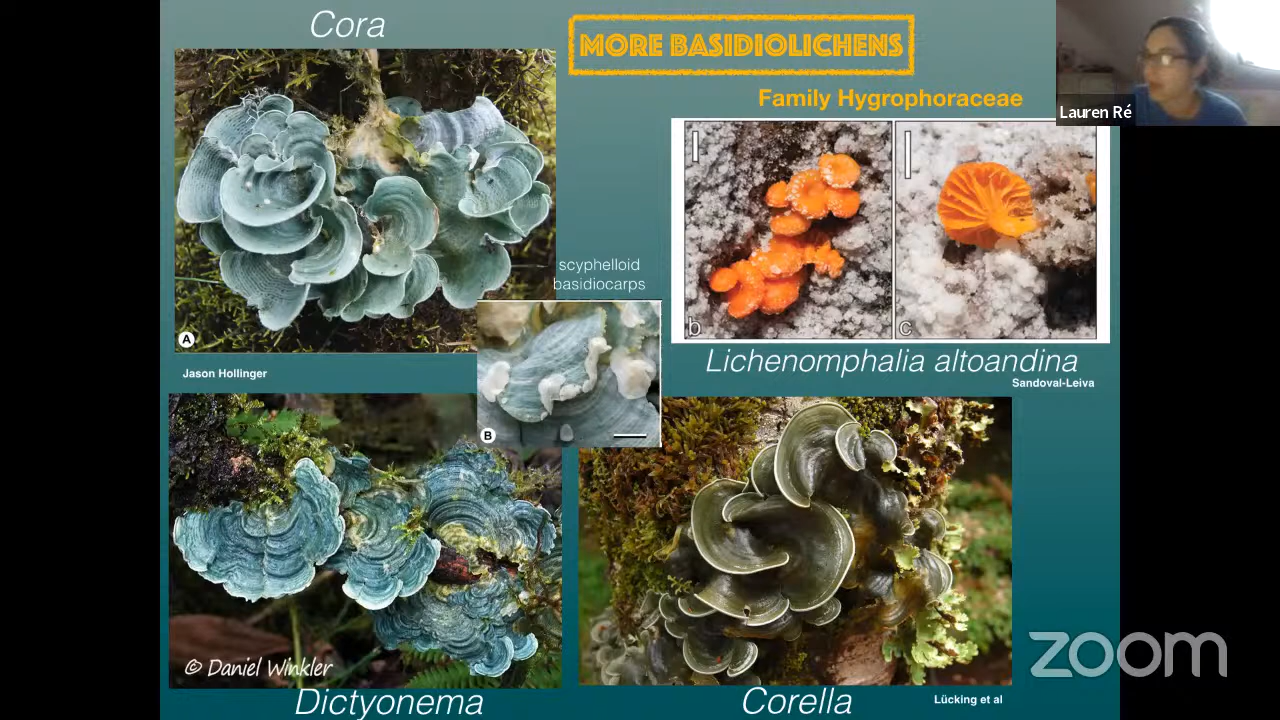 Cora
MORE BASIDIOLICHENS
Family Hygrophoraceae
Lauren Ré
scyphelloid
basidiocarps
A
b
c
Lichenomphalia altoandina
Sandoval-Leiva
Jason Hollinger
B
© Daniel Winkler
Dictyonema
Corella
Lücking et al
zoom